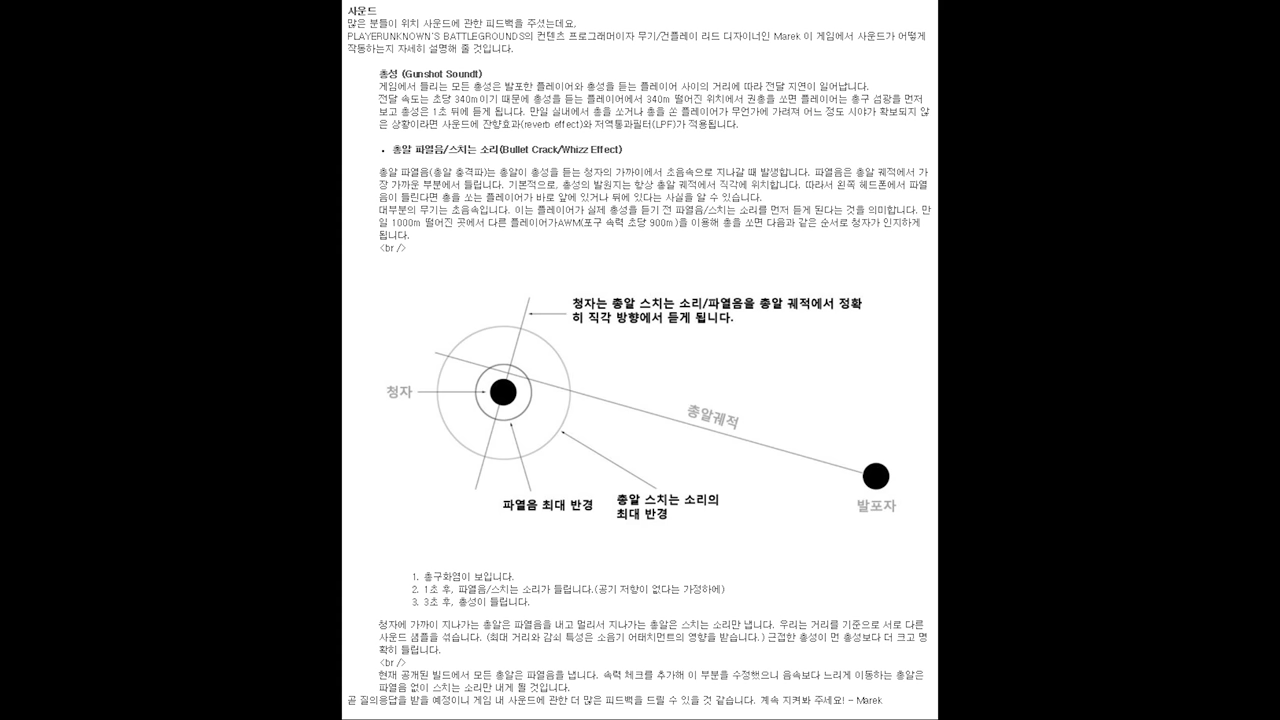 사운드
많은 분들이 위치 사운드에 관한 피드백을 주셨는데요,
PLAYERUNKNOWN'S BATTLEGROUNDS의 컨텐츠 프로그래머이자 무기/건플레이 리드 디자이너인 Marek 이 게임에서 사운드가 어떻게
작동하는지 자세히 설명해 줄 것입니다.
총성 (Gunshot Soundt)
게임에서 들리는 모든 총성은 발포한 플레이어와 총성을 듣는 플레이어 사이의 거리에 따라 전달 지연이 일어납니다.
전달 속도는 초당 340m이기 때문에 총성을 듣는 플레이어에서 340m 떨어진 위치에서 권총을 쏘면 플레이어는 총구 섬광을 먼저
보고 총성은 1초 뒤에 듣게 됩니다. 만일 실내에서 총을 쏘거나 총을 쏜 플레이어가 무언가에 가려져 어느 정도 시야가 확보되지 않
은 상황이라면 사운드에 잔향효과(reverb effect)와 저역통과필터(LPF)가 적용됩니다.
• 총알 파열음/스치는 소리(Bullet Crack/Whizz Effect)
총알 파열음(총알 충격파)는 총알이 총성을 듣는 청자의 가까이에서 초음속으로 지나갈 때 발생합니다. 파열음은 총알 궤적에서 가
장 가까운 부분에서 들립니다. 기본적으로, 총성의 발원지는 항상 총알 궤적에서 직각에 위치합니다. 따라서 왼쪽 헤드폰에서 파열
음이 들린다면 총을 쏘는 플레이어가 바로 앞에 있거나 뒤에 있다는 사실을 알 수 있습니다.
대부분의 무기는 초음속입니다. 이는 플레이어가 실제 총성을 듣기 전 파열음/스치는 소리를 먼저 듣게 된다는 것을 의미합니다. 만
일 1000m 떨어진 곳에서 다른 플레이어가AWM(포구 속력 초당 900m)을 이용해 총을 쏘면 다음과 같은 순서로 청자가 인지하게
됩니다.
<br />
청자는 총알 스치는 소리/파열음을 총알 궤적에서 정확
히 직각 방향에서 듣게 됩니다.
청자
총알궤적
파열음 최대 반경
총알 스치는 소리의
최대 반경
발포자
1. 총구화염이 보입니다.
2. 1초 후, 파열음/스치는 소리가 들립니다.(공기 저항이 없다는 가정하에)
3. 3초 후, 총성이 들립니다.
청자에 가까이 지나가는 총알은 파열음을 내고 멀리서 지나가는 총알은 스치는 소리만 냅니다. 우리는 거리를 기준으로 서로 다른
사운드 샘플을 섞습니다. (최대 거리와 감쇠 특성은 소음기 어태치먼트의 영향을 받습니다.) 근접한 총성이 먼 총성보다 더 크고 명
확히 들립니다.
<br />
현재 공개된 빌드에서 모든 총알은 파열음을 냅니다. 속력 체크를 추가해 이 부분을 수정했으니 음속보다 느리게 이동하는 총알은
파열음 없이 스치는 소리만 내게 될 것입니다.
곧 질의응답을 받을 예정이니 게임 내 사운드에 관한 더 많은 피드백을 드릴 수 있을 것 같습니다. 계속 지켜봐 주세요! - Marek